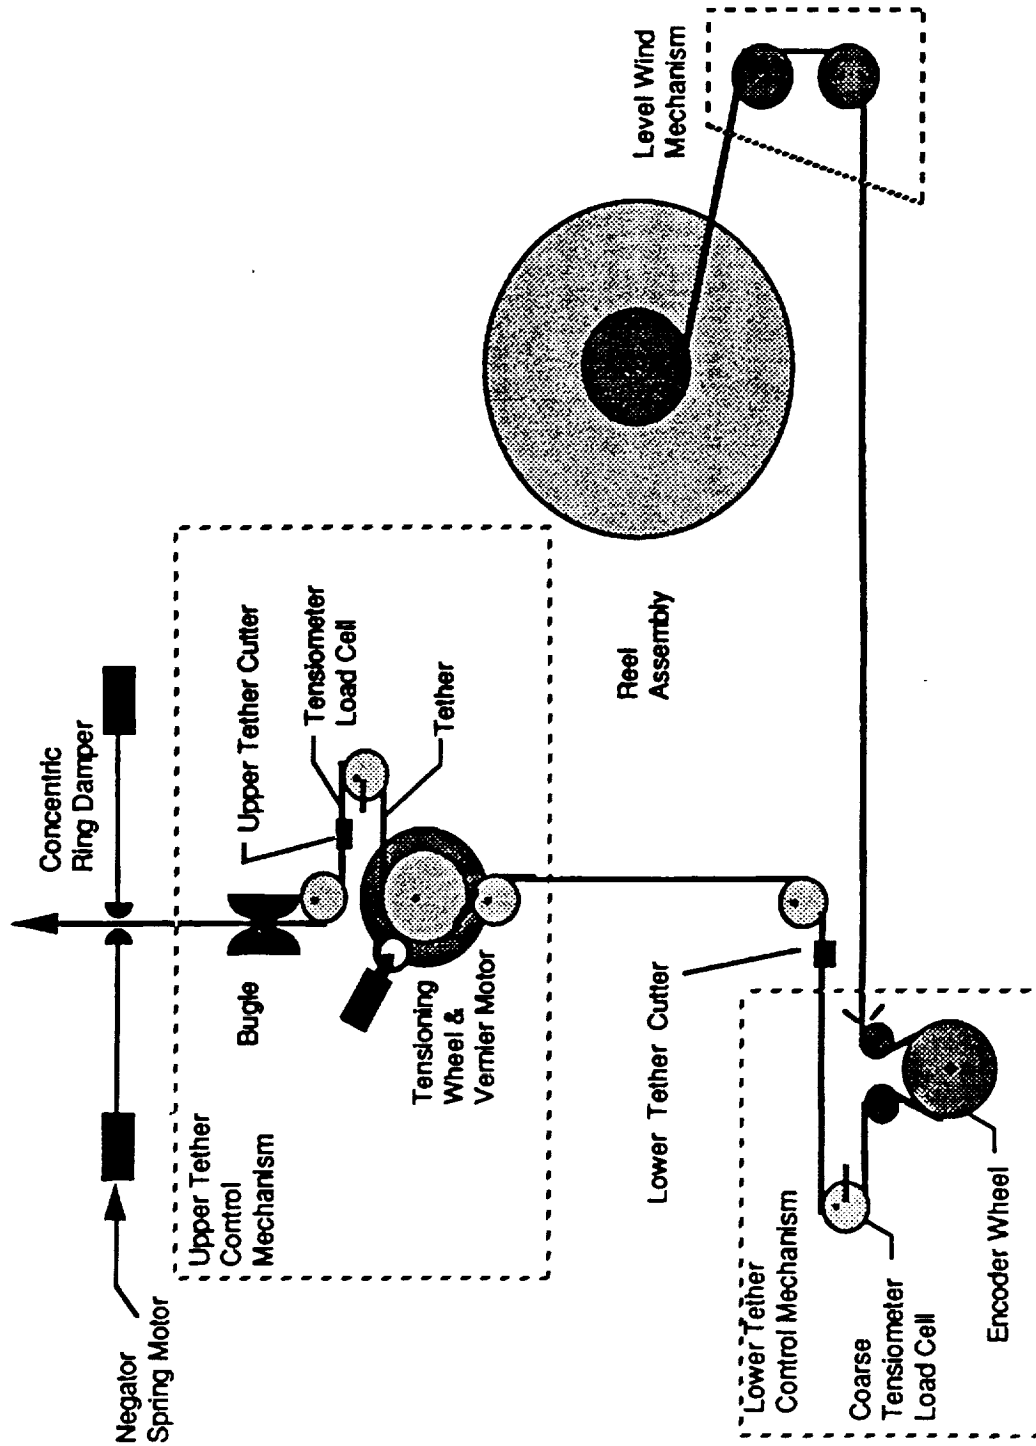 Negator
Spring Motor
Concentric
Ring Damper
Upper Tether
Control
Mechanism
Bugle
Upper Tether Cutter
Tensiometer
Load Cell
Tether
Tensioning
Wheel &
Vernier Motor
Lower Tether Cutter
Lower Tether
Control Mechanism
Coarse
Tensiometer
Load Cell
Encoder Wheel
Reel
Assembly
Level Wind
Mechanism